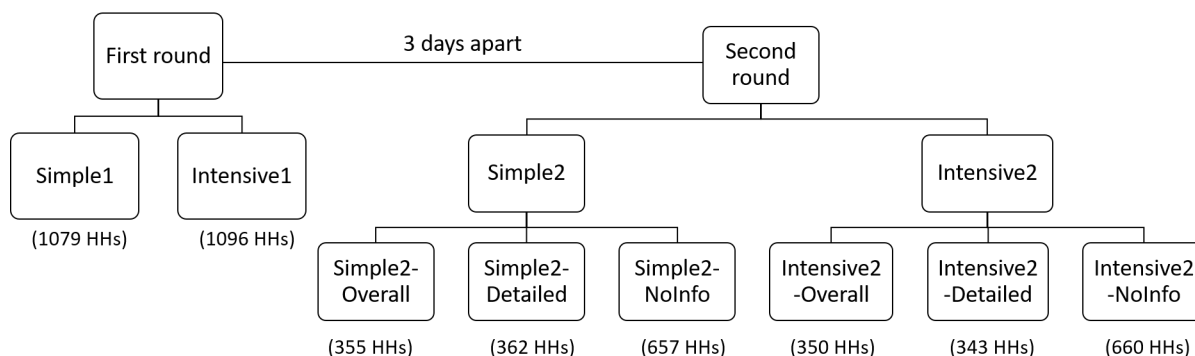 First round
3 days apart
Second
round
Simple1
Intensive1
(1079 HHs)
(1096 HHs)
Simple2
Intensive2
Simple2-
Overall
Simple2-
Detailed
Simple2-
NoInfo
Intensive2
-Overall
Intensive2
-Detailed
Intensive2
-NoInfo
(355 HHs)
(362 HHs)
(657 HHs)
(350 HHs)
(343 HHs)
(660 HHs)